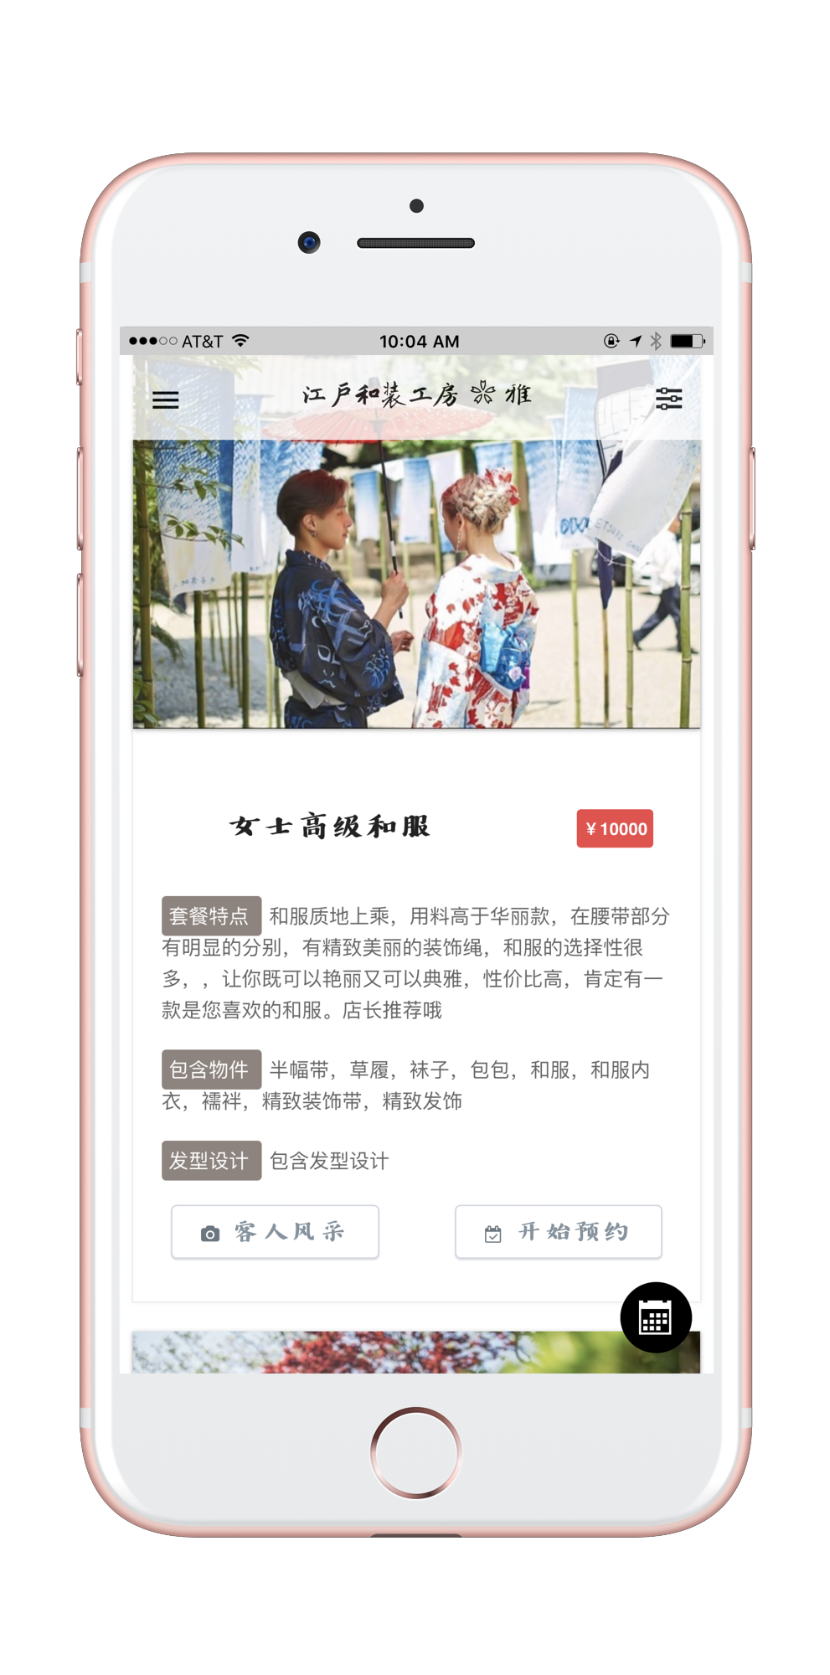 AT&T 10:04 AM
江戸和装工房 雅
女士高级和服
¥10000
套餐特点 和服质地上乘，用料高于华丽款，在腰带部分
有明显的分别，有精致美丽的装饰绳，和服的选择性很
多，，让你既可以艳丽又可以典雅，性价比高，肯定有一
款是您喜欢的和服。店长推荐哦
包含物件 半幅带，草履，袜子，包包，和服，和服内
衣，襦袢，精致装饰带，精致发饰
发型设计 包含发型设计
客人风采
开始预约